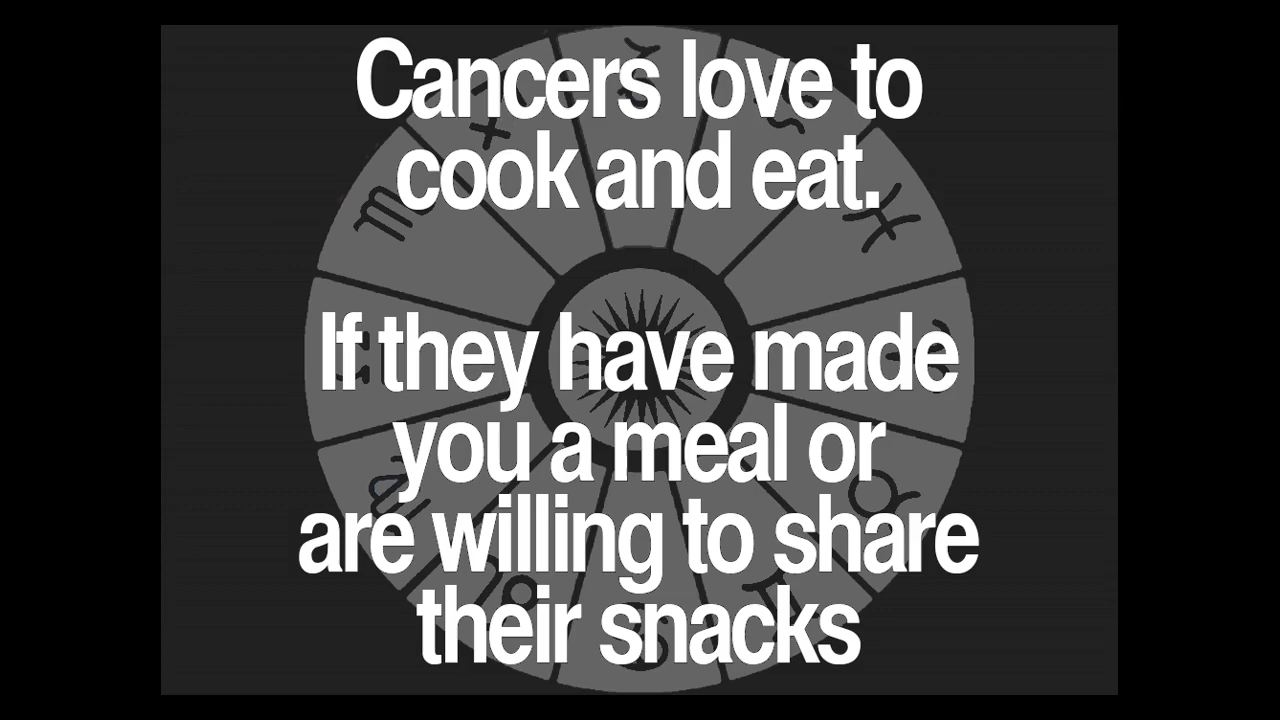 Cancers love to
cook and eat.
If they have made
you a meal or
are willing to share
their snacks